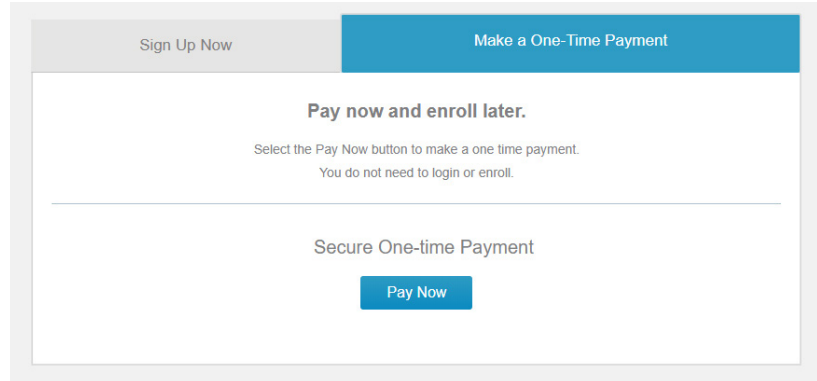 Sign Up Now
Make a One-Time Payment
Pay now and enroll later.
Select the Pay Now button to make a one time payment.
You do not need to login or enroll.
Secure One-time Payment
Pay Now